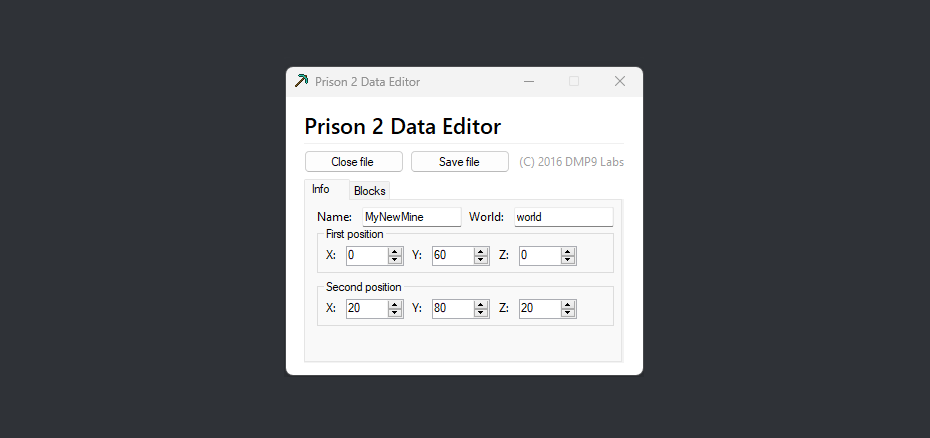 Prison 2 Data Editor
Prison 2 Data Editor
Close file Save file (C) 2016 DMP9 Labs
Info Blocks
Name: MyNewMine World: world
First position
X: 0 Y: 60 Z: 0
Second position
X: 20 Y: 80 Z: 20